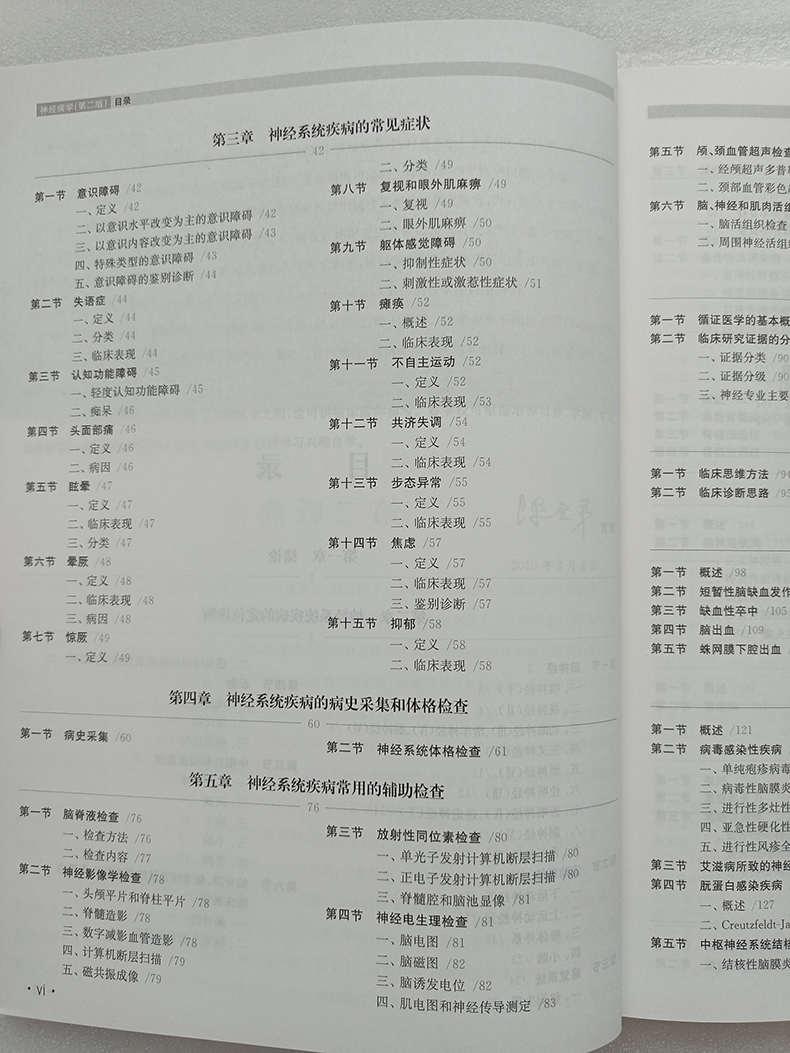 神经病学(第二版) 目录
第三章 神经系统疾病的常见症状
42
第一节 意识障碍 /42
一、定义 /42
二、以意识水平改变为主的意识障碍 /42
三、以意识内容改变为主的意识障碍 /43
四、特殊类型的意识障碍 /43
五、意识障碍的鉴别诊断 /44
第二节 失语症 /44
一、定义 /44
二、分类 /44
三、临床表现 /44
第三节 认知功能障碍 /45
一、轻度认知功能障碍 /45
二、痴呆 /46
第四节 头面部痛 /46
一、定义 /46
二、病因 /46
第五节 眩晕 /47
一、定义 /47
二、临床表现 /47
三、分类 /47
第六节 晕厥 /48
一、定义 /48
二、临床表现 /48
三、病因 /48
第七节 惊厥 /49
一、定义 /49
二、分类 /49
第八节 复视和眼外肌麻痹 /49
一、复视 /49
二、眼外肌麻痹 /50
第九节 躯体感觉障碍 /50
一、抑制性症状 /50
二、刺激性或激惹性症状 /51
第十节 瘫痪 /52
一、概述 /52
二、临床表现 /52
第十一节 不自主运动 /52
一、定义 /52
二、临床表现 /53
第十二节 共济失调 /54
一、定义 /54
二、临床表现 /54
第十三节 步态异常 /55
一、定义 /55
二、临床表现 /55
第十四节 焦虑 /57
一、定义 /57
二、临床表现 /57
三、鉴别诊断 /57
第十五节 抑郁 /58
一、定义 /58
二、临床表现 /58
第四章 神经系统疾病的病史采集和体格检查
60
第一节 病史采集 /60
第二节 神经系统体格检查 /61
第五章 神经系统疾病常用的辅助检查
76
第一节 脑脊液检查 /76
一、检查方法 /76
二、检查内容 /77
第二节 神经影像学检查 /78
一、头颅平片和脊柱平片 /78
二、脊髓造影 /78
三、数字减影血管造影 /78
四、计算机断层扫描 /79
五、磁共振成像 /79
第三节 放射性同位素检查 /80
一、单光子发射计算机断层扫描 /80
二、正电子发射计算机断层扫描 /80
三、脊髓腔和脑池显像 /81
第四节 神经电生理检查 /81
一、脑电图 /81
二、脑磁图 /82
三、脑诱发电位 /82
四、肌电图和神经传导测定 /83
· vi ·
第五节 颅、颈血管超声检查
一、经颅超声多普
二、颈部血管彩色
第六节 脑、神经和肌肉活组
一、脑活组织检查
二、周围神经活组
第一节 循证医学的基本概
第二节 临床研究证据的分
一、证据分类 /90
二、证据分级 /90
三、神经专业主要
第一节 临床思维方法 /94
第二节 临床诊断思路 /95
第一节 概述 /98
第二节 短暂性脑缺血发作
第三节 缺血性卒中 /105
第四节 脑出血 /109
第五节 蛛网膜下腔出血
第一节 概述 /121
第二节 病毒感染性疾病
一、单纯疱疹病毒
二、病毒性脑膜炎
三、进行性多灶性
四、亚急性硬化性
五、进行性风疹全
第三节 艾滋病所致的神经
第四节 朊蛋白感染疾病
一、概述 /127
二、Creutzfeldt-Ja
第五节 中枢神经系统结核
一、结核性脑膜炎